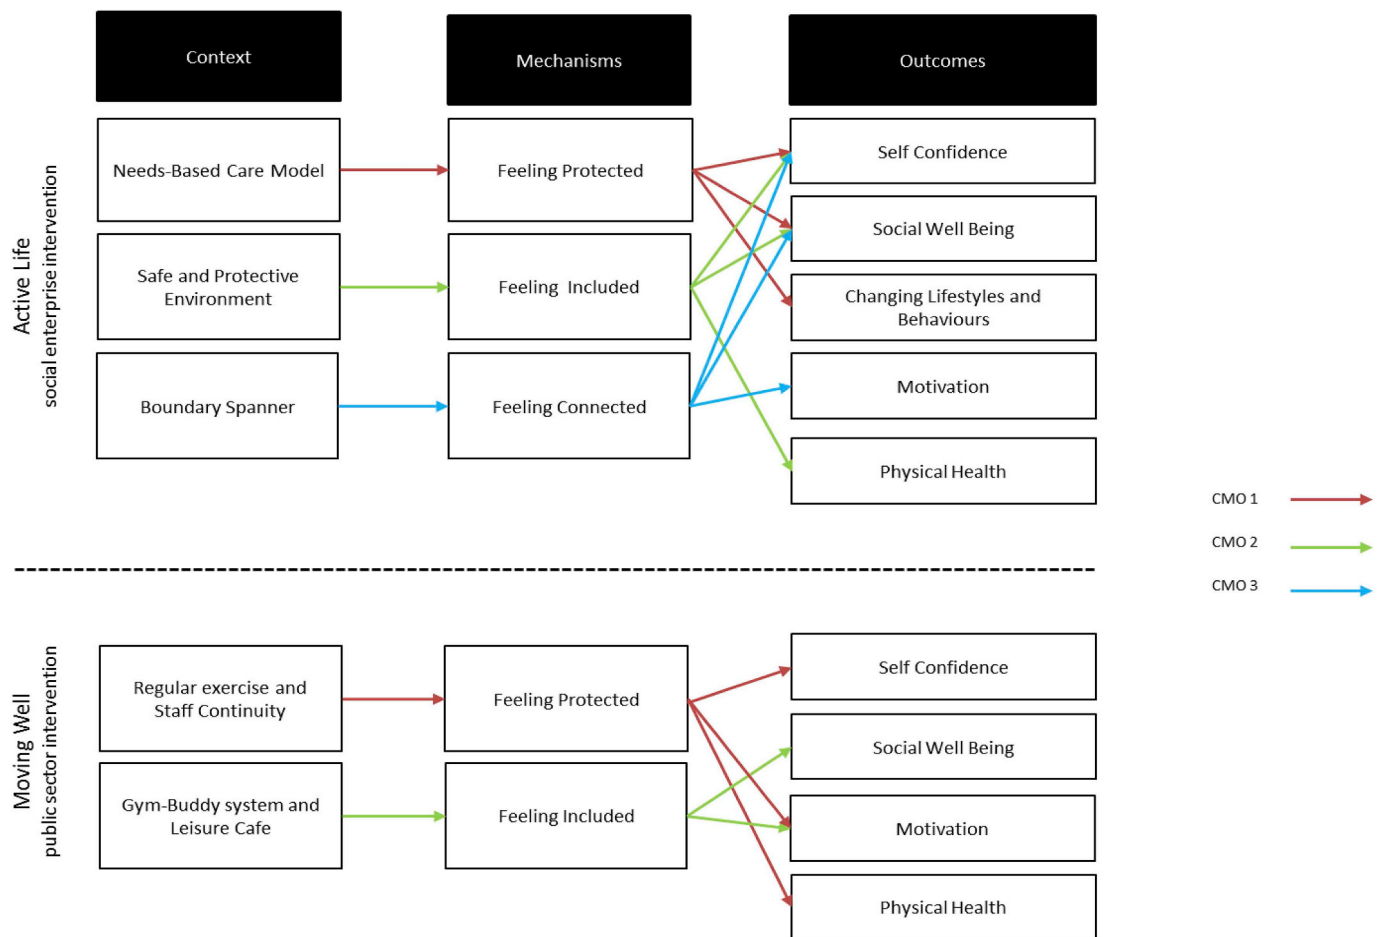 Context
Mechanisms
Outcomes
Active Life
social enterprise intervention
Needs-Based Care Model
Feeling Protected
Self Confidence
Social Well Being
Safe and Protective
Environment
Feeling Included
Changing Lifestyles and
Behaviours
Boundary Spanner
Feeling Connected
Motivation
Physical Health
CMO 1
CMO 2
CMO 3
Moving Well
public sector intervention
Regular exercise and
Staff Continuity
Feeling Protected
Self Confidence
Social Well Being
Gym-Buddy system and
Leisure Cafe
Feeling Included
Motivation
Physical Health